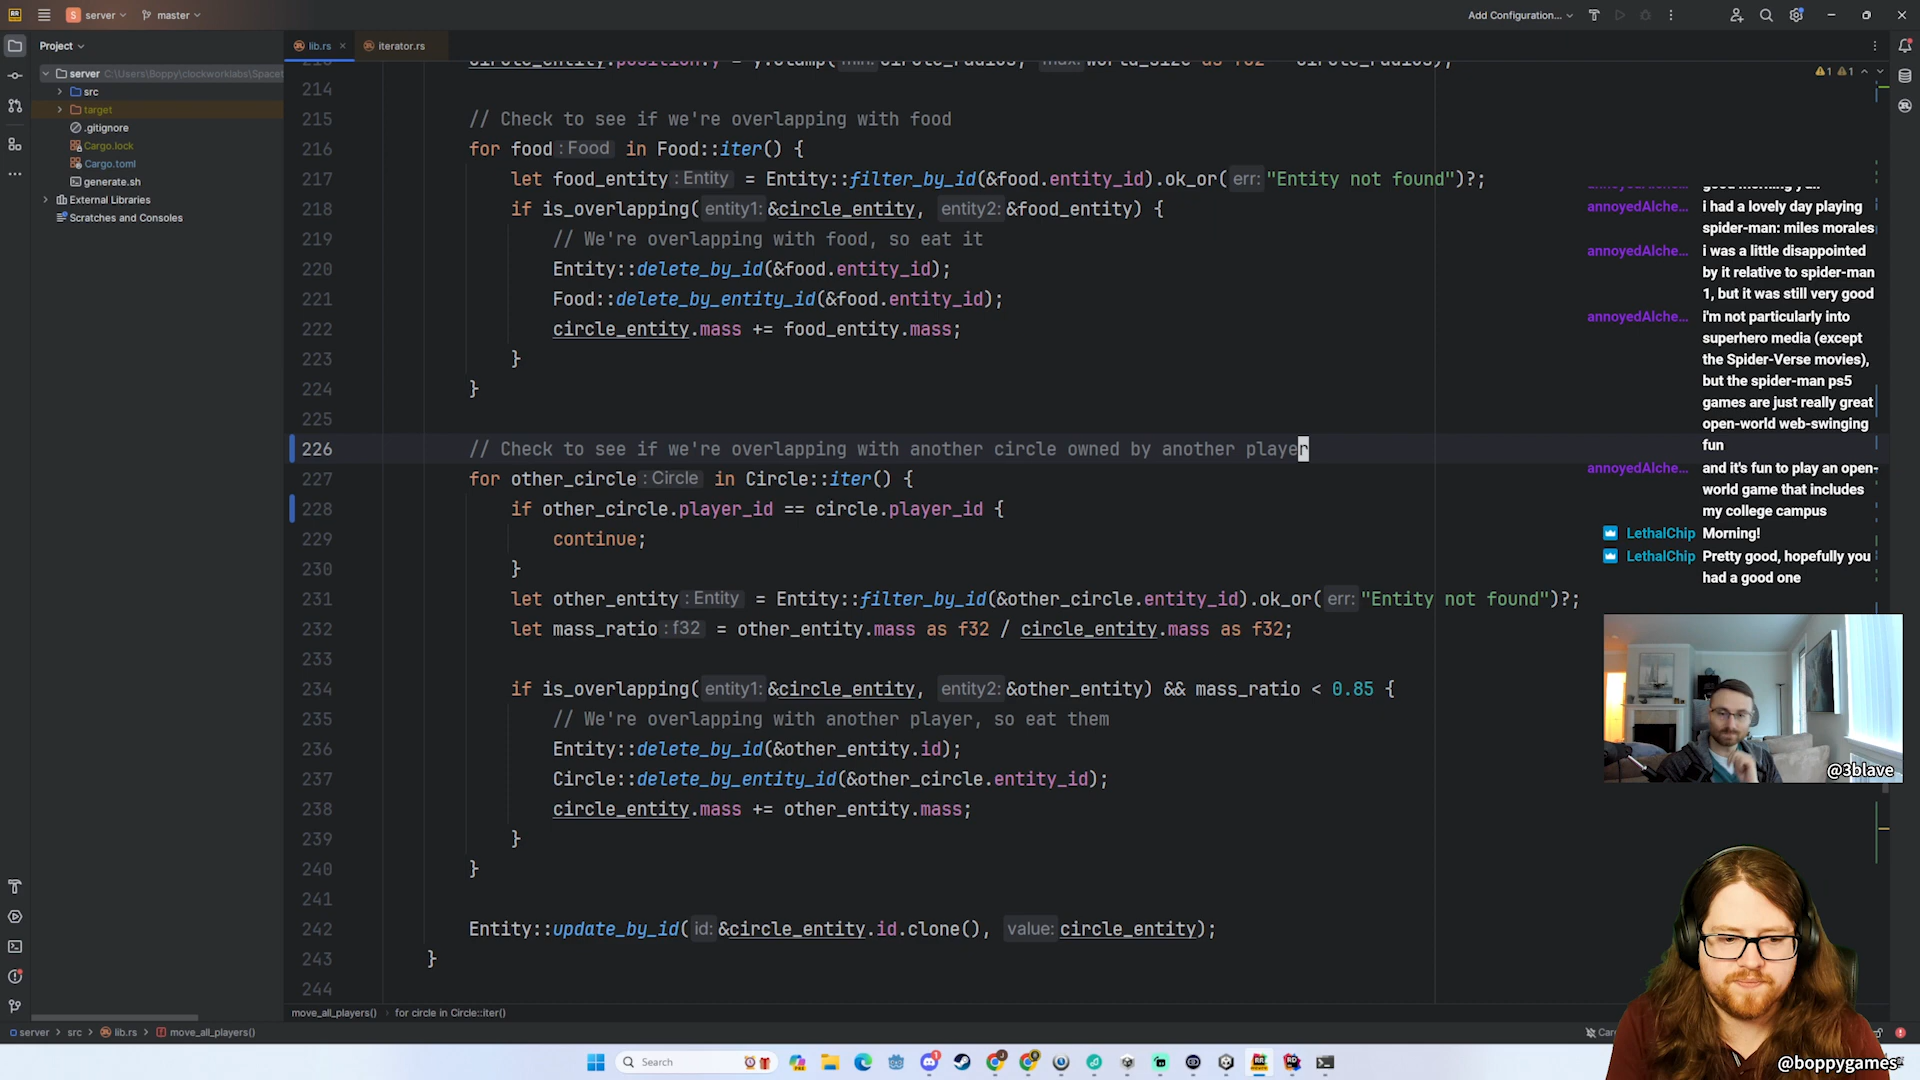 server
master
Add Configuration...
Project
lib.rs
iterator.rs
server C:\Users\Boppy\clockworklabs\Spacet
src
target
.gitignore
Cargo.lock
Cargo.toml
generate.sh
External Libraries
Scratches and Consoles
1 1
214
215 // Check to see if we're overlapping with food
216 for food : Food in Food::iter() {
217 let food_entity : Entity = Entity::filter_by_id(&food.entity_id).ok_or( err: "Entity not found")?;
218 if is_overlapping( entity1: &circle_entity, entity2: &food_entity) {
219 // We're overlapping with food, so eat it
220 Entity::delete_by_id(&food.entity_id);
221 Food::delete_by_entity_id(&food.entity_id);
222 circle_entity.mass += food_entity.mass;
223 }
224 }
225
226 // Check to see if we're overlapping with another circle owned by another player
227 for other_circle : Circle in Circle::iter() {
228 if other_circle.player_id == circle.player_id {
229 continue;
230 }
231 let other_entity : Entity = Entity::filter_by_id(&other_circle.entity_id).ok_or( err: "Entity not found")?;
232 let mass_ratio : f32 = other_entity.mass as f32 / circle_entity.mass as f32;
233
234 if is_overlapping( entity1: &circle_entity, entity2: &other_entity) && mass_ratio < 0.85 {
235 // We're overlapping with another player, so eat them
236 Entity::delete_by_id(&other_entity.id);
237 Circle::delete_by_entity_id(&other_circle.entity_id);
238 circle_entity.mass += other_entity.mass;
239 }
240 }
241
242 Entity::update_by_id( id: &circle_entity.id.clone(), value: circle_entity);
243 }
244
annoyedAlche... i had a lovely day playing
spider-man: miles morales
annoyedAlche... i was a little disappointed
by it relative to spider-man
1, but it was still very good
annoyedAlche... i'm not particularly into
superhero media (except
the Spider-Verse movies),
but the spider-man ps5
games are just really great
open-world web-swinging
fun
annoyedAlche... and it's fun to play an open-
world game that includes
my college campus
LethalChip Morning!
LethalChip Pretty good, hopefully you
had a good one
@3blave
move_all_players() for circle in Circle::iter()
server > src > lib.rs > move_all_players()
Search
@boppygames